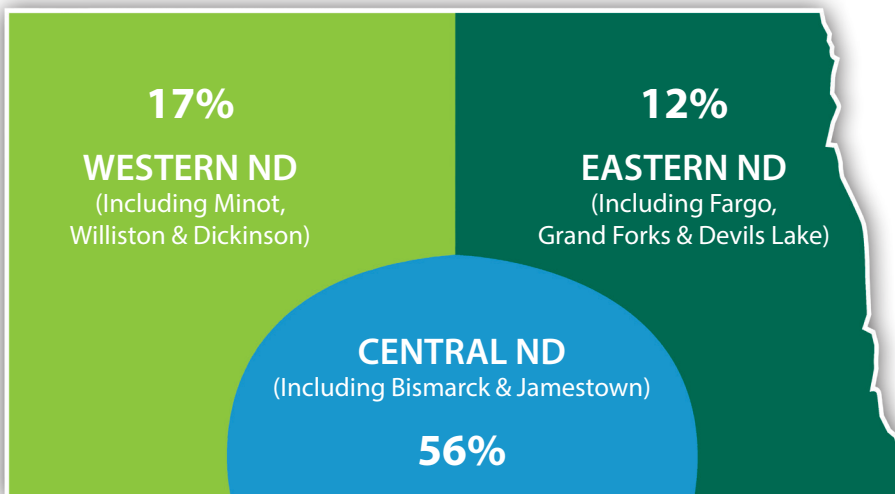 17%
WESTERN ND
(Including Minot,
Williston & Dickinson)
12%
EASTERN ND
(Including Fargo,
Grand Forks & Devils Lake)
CENTRAL ND
(Including Bismarck & Jamestown)
56%